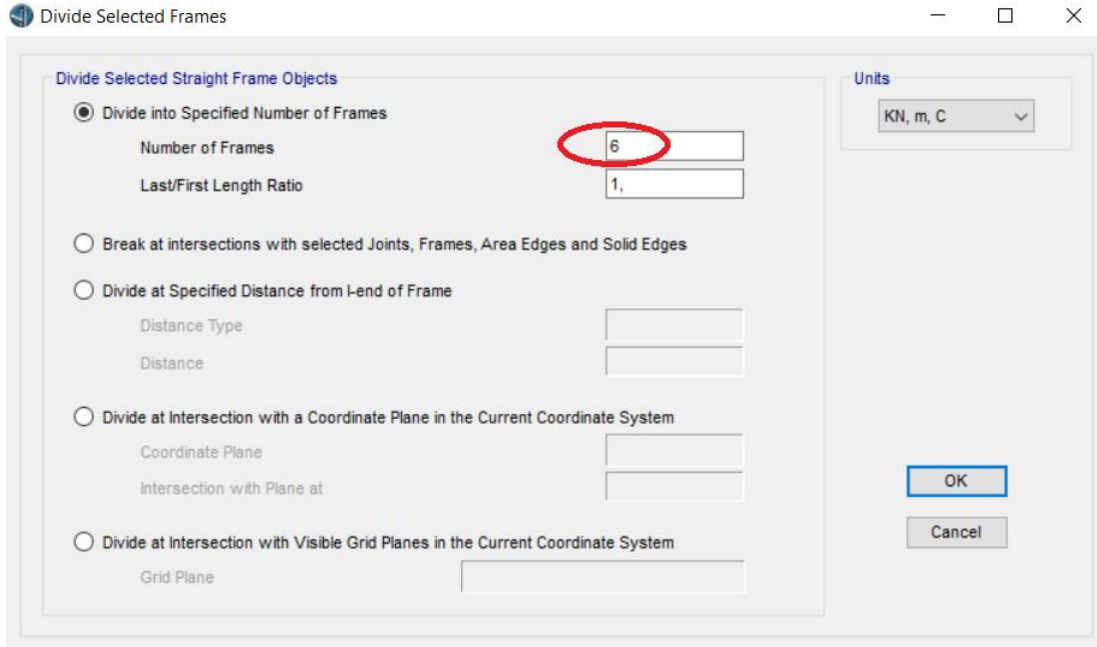 Divide Selected Frames
Divide Selected Straight Frame Objects
Units
Divide into Specified Number of Frames
KN, m, C
Number of Frames
6
Last/First Length Ratio
1,
Break at intersections with selected Joints, Frames, Area Edges and Solid Edges
Divide at Specified Distance from I-end of Frame
Distance Type
Distance
Divide at Intersection with a Coordinate Plane in the Current Coordinate System
Coordinate Plane
Intersection with Plane at
OK
Cancel
Divide at Intersection with Visible Grid Planes in the Current Coordinate System
Grid Plane